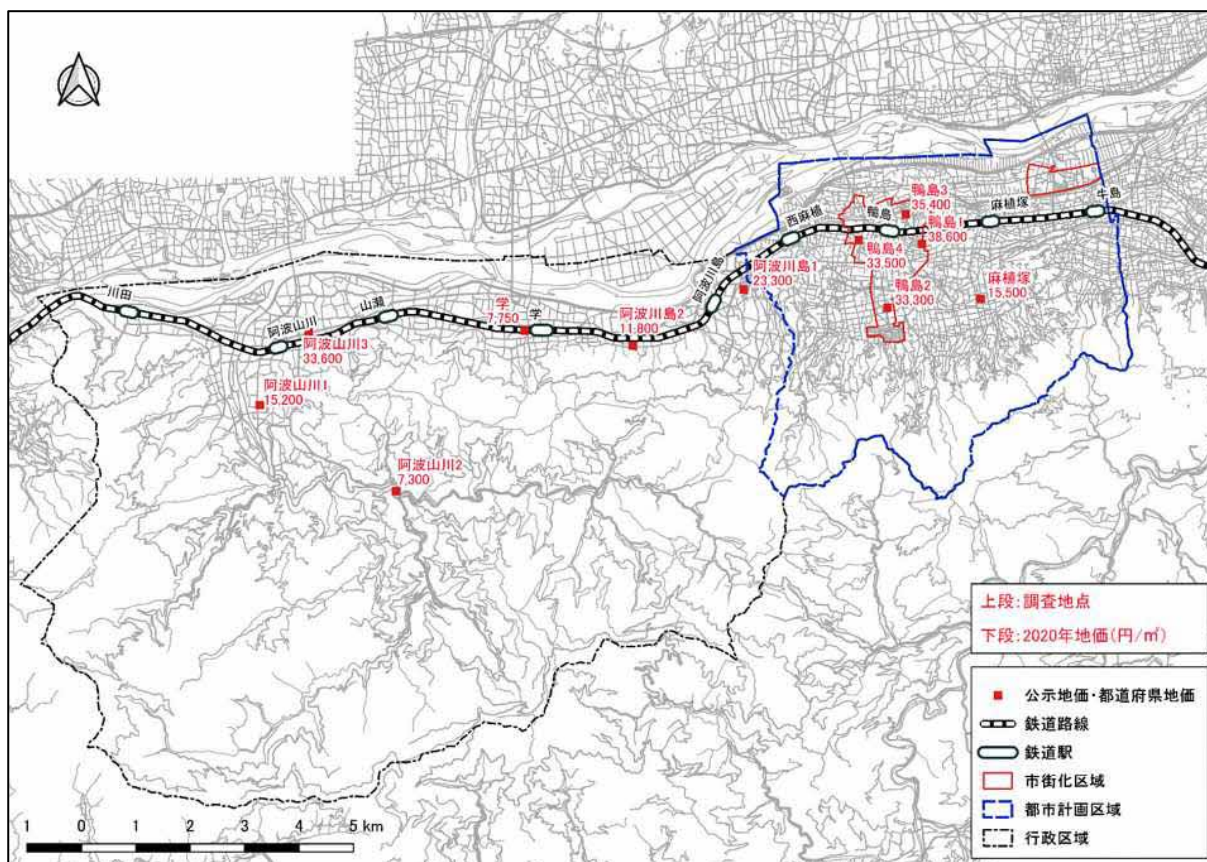 鴨島3
35,400
麻植塚
牛島
鴨島
鴨島1
38,600
西麻植
鴨島4
33,500
阿波川島1
23,300
鴨島2
33,300
麻植塚
15,500
阿波川島
川田
山瀬
学
7,750
学
阿波川島2
11,800
阿波山川
阿波山川3
33,600
阿波山川1
15,200
阿波山川2
7,300
上段:調査地点
下段:2020年地価(円/㎡)
公示地価・都道府県地価
鉄道路線
鉄道駅
市街化区域
都市計画区域
行政区域
1 0 1 2 3 4 5 km